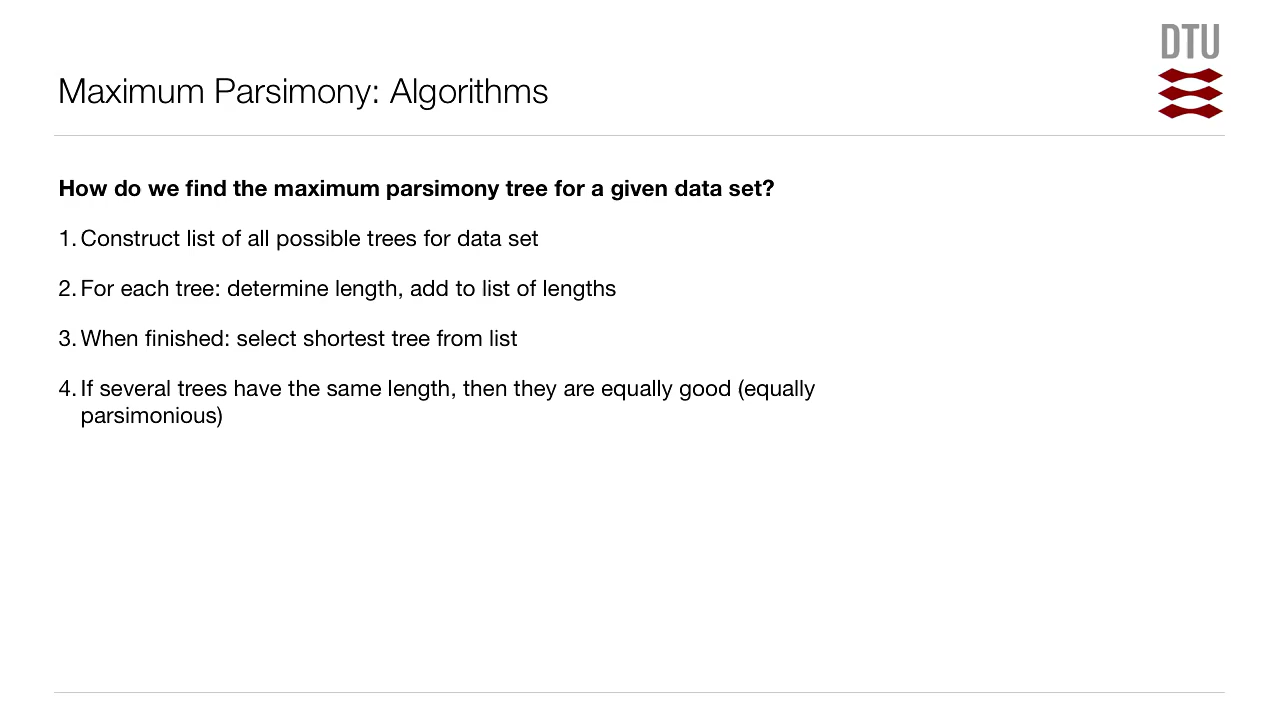 DTU
Maximum Parsimony: Algorithms
How do we find the maximum parsimony tree for a given data set?
1. Construct list of all possible trees for data set
2. For each tree: determine length, add to list of lengths
3. When finished: select shortest tree from list
4. If several trees have the same length, then they are equally good (equally
parsimonious)